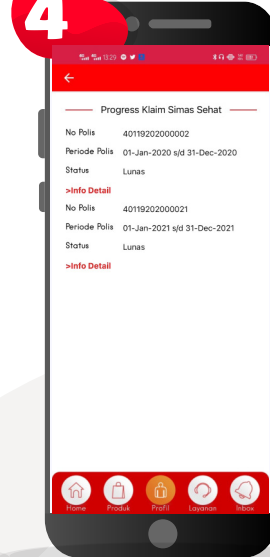 4
13:29
Progress Klaim Simas Sehat
No Polis 40119202000002
Periode Polis 01-Jan-2020 s/d 31-Dec-2020
Status Lunas
>Info Detail
No Polis 40119202000021
Periode Polis 01-Jan-2021 s/d 31-Dec-2021
Status Lunas
>Info Detail
Home Produk Profil Layanan Inbox